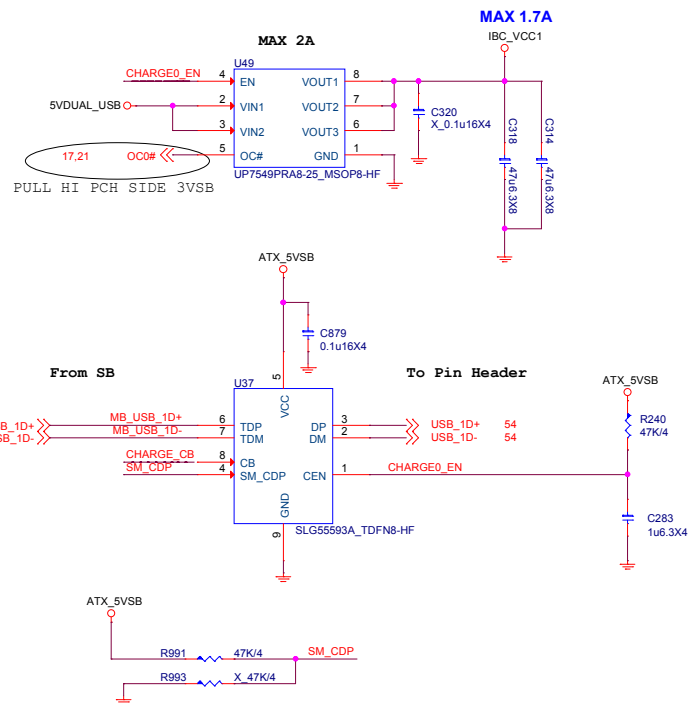 MAX 1.7A
MAX 2A
IBC_VCC1
U49
CHARGE0_EN 4 EN VOUT1 8
5VDUAL_USB 2 VIN1 VOUT2 7
3 VIN2 VOUT3 6
17,21 OC0# 5 OC# GND 1
UP7549PRA8-25_MSOP8-HF
PULL HI PCH SIDE 3VSB
C320
X_0.1u16X4
C318
47u6.3X8
C314
47u6.3X8
ATX_5VSB
C879
0.1u16X4
From SB
To Pin Header
U37
5
VCC
MB_USB_1D+ 6 TDP DP 3 USB_1D+ 54
MB_USB_1D- 7 TDM DM 2 USB_1D- 54
CHARGE_CB 8 CB
SM_CDP 4 SM_CDP CEN 1 CHARGE0_EN
GND
9
SLG55593A_TDFN8-HF
ATX_5VSB
R240
47K/4
C283
1u6.3X4
ATX_5VSB
R991 47K/4 SM_CDP
R993 X_47K/4